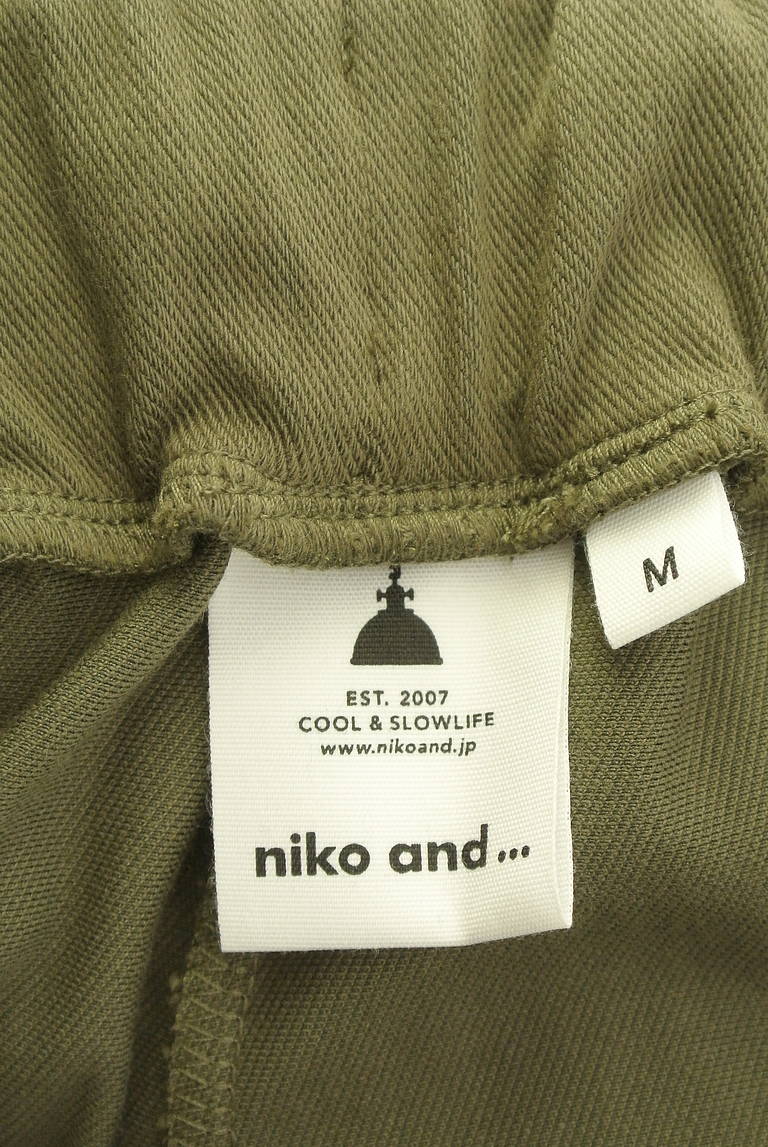 M
EST. 2007
COOL & SLOWLIFE
www.nikoand.jp
niko and...